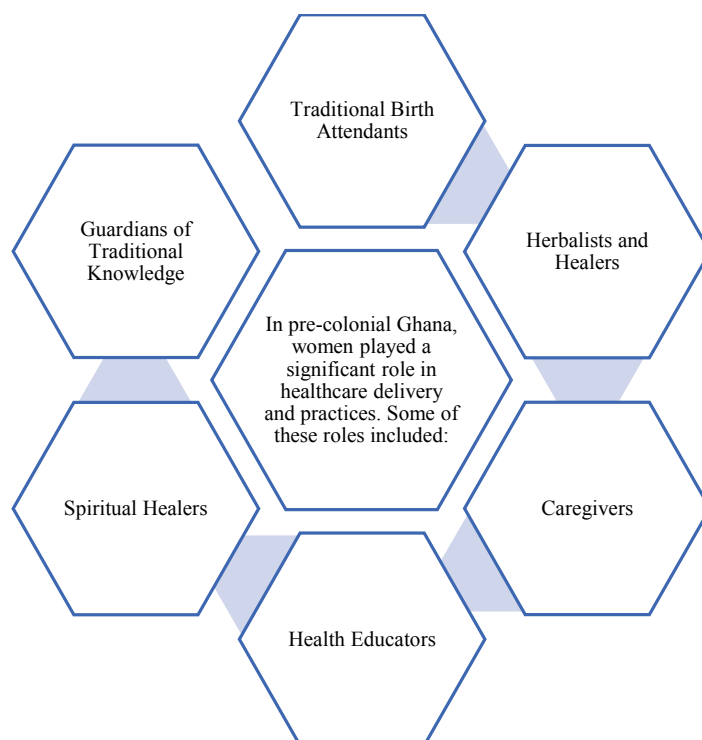 Traditional Birth
Attendants
Guardians of
Traditional
Knowledge
Herbalists and
Healers
In pre-colonial Ghana,
women played a
significant role in
healthcare delivery
and practices. Some of
these roles included:
Spiritual Healers
Caregivers
Health Educators